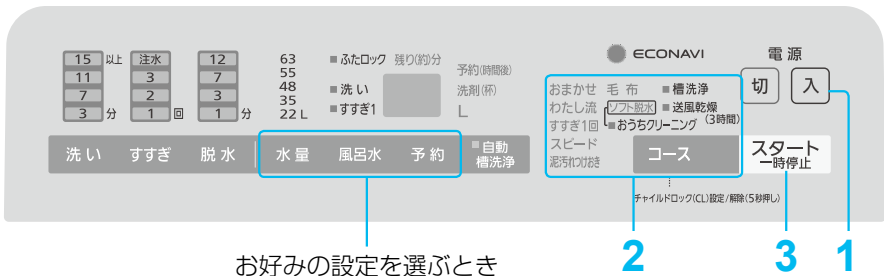 ECONAVI
電源
切 入
15 以上 注水 12
11 3 7
7 2 3
3 分 1 回 1 分
63
55
48
35
22 L
ふたロック 残り(約)分
洗い
すすぎ1
予約(時間後)
洗剤(杯)
L
おまかせ 毛布 槽洗浄
わたし流 ソフト脱水 送風乾燥
すすぎ1回 おうちクリーニング (3時間)
スピード
泥汚れつけおき
洗い すすぎ 脱水 水量 風呂水 予約 自動槽洗浄 コース スタート
一時停止
チャイルドロック(CL)設定/解除(5秒押し)
お好みの設定を選ぶとき
2 3 1